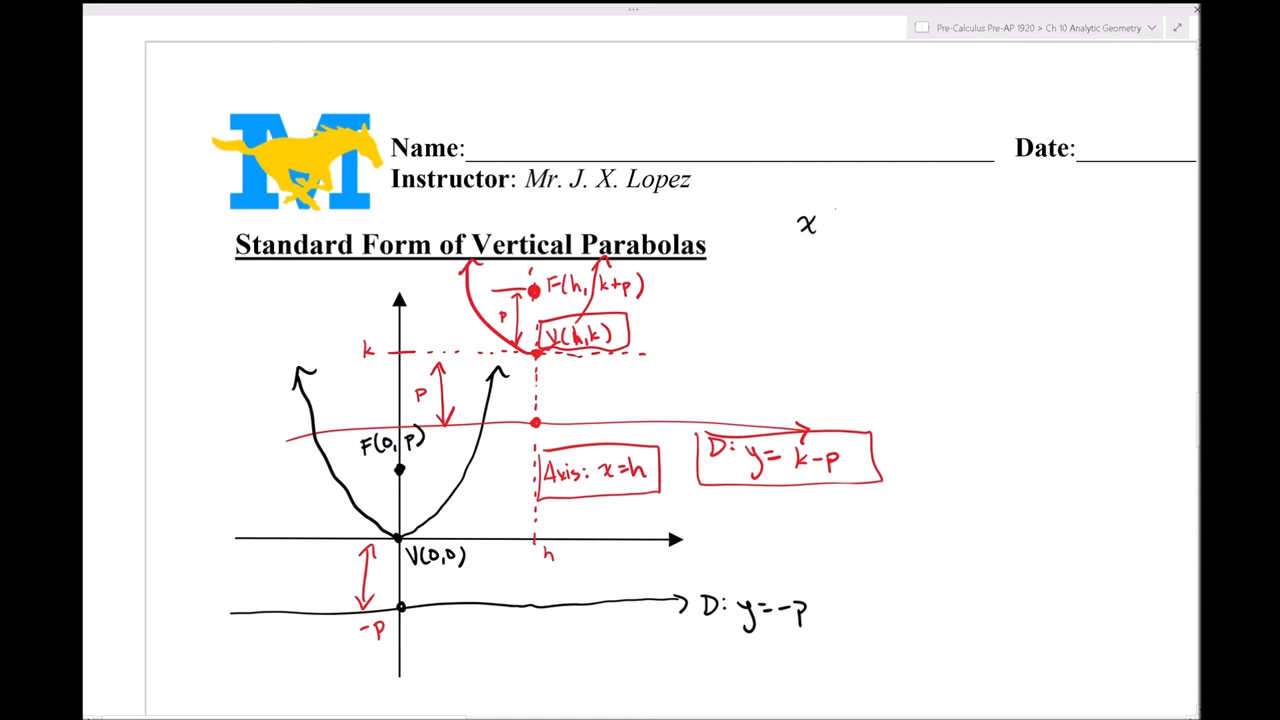 Pre-Calculus Pre-AP 1920 > Ch 10 Analytic Geometry
M
Name:
Date:
Instructor: Mr. J. X. Lopez
x
Standard Form of Vertical Parabolas
F(h, k+p)
p
V(h,k)
k
p
F(0, p)
D: y = k-p
Axis: x=h
V(0,0)
h
D: y=-p
-p